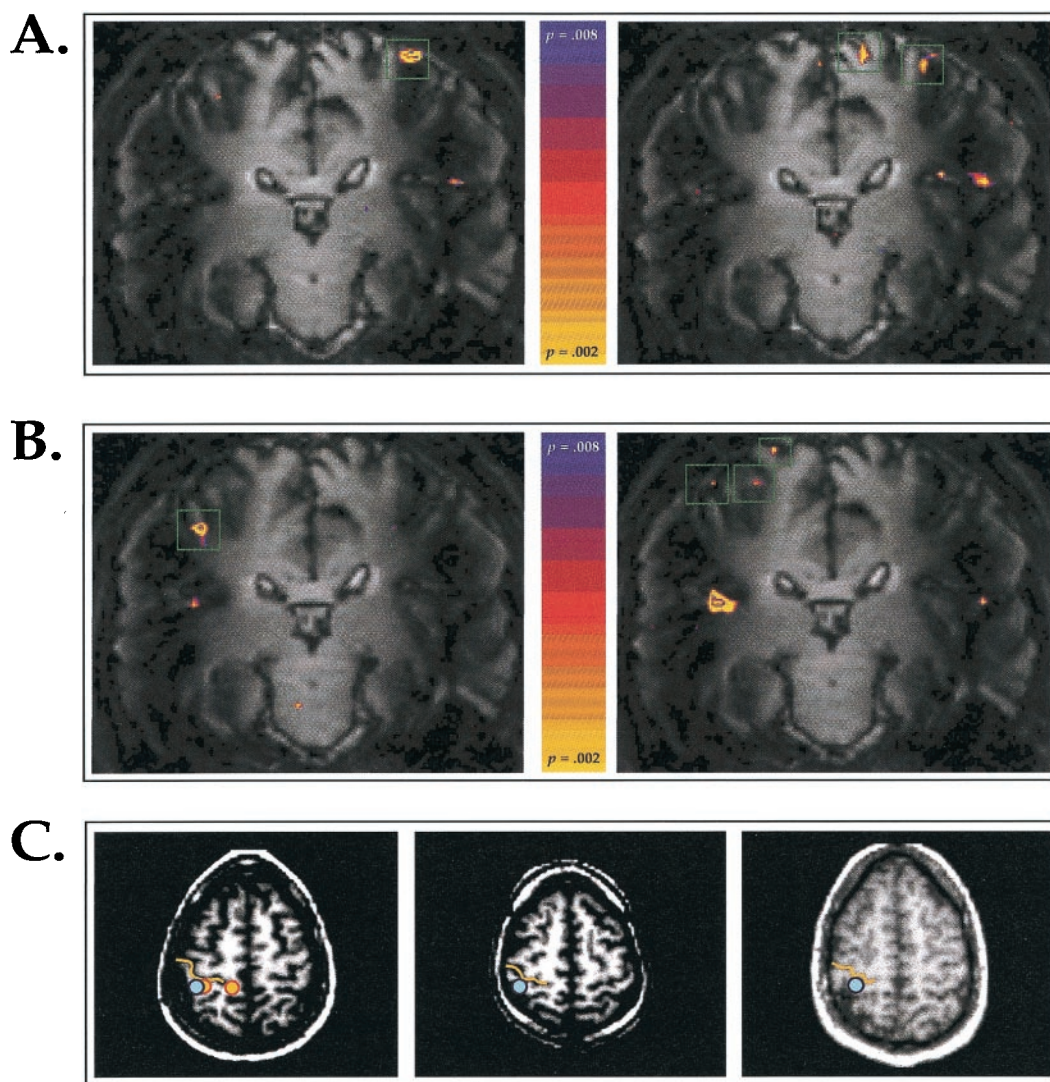 A.
p = .008
p = .002
B.
p = .008
p = .002
C.